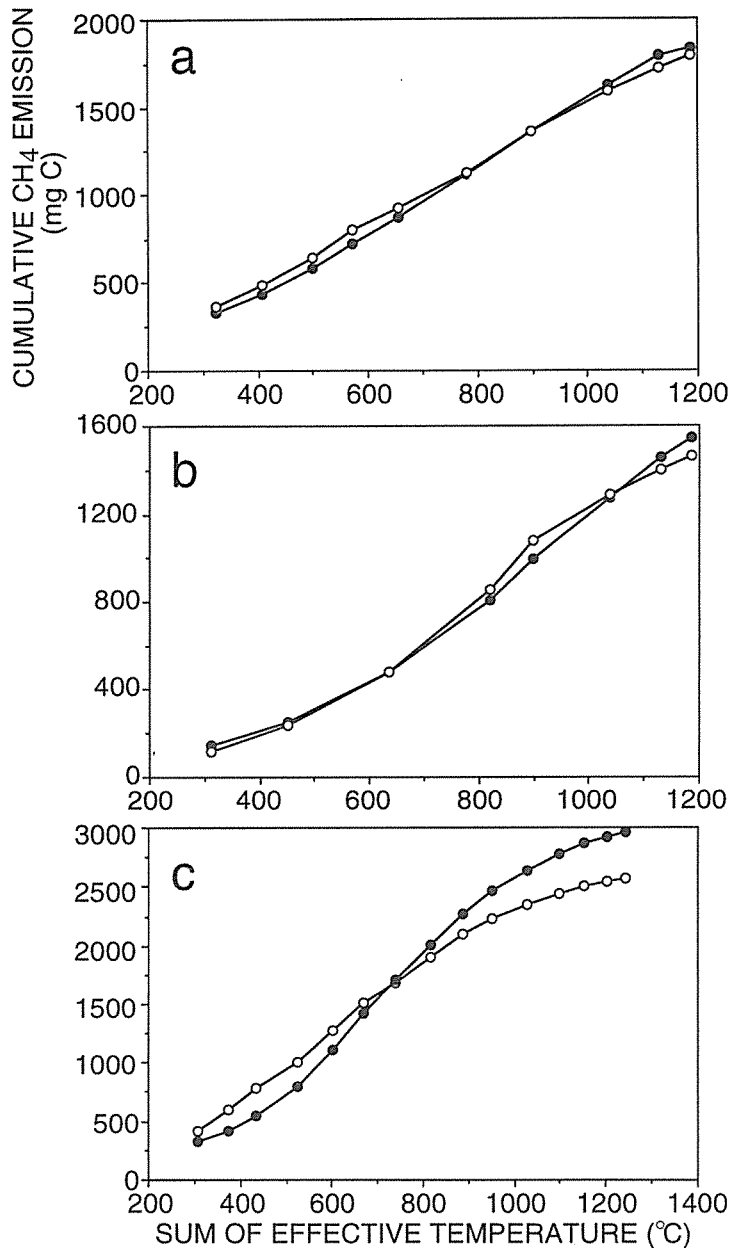 CUMULATIVE CH4 EMISSION
(mg C)
a
2000
1500
1000
500
0
200 400 600 800 1000 1200
b
1600
1200
800
400
0
200 400 600 800 1000 1200
c
3000
2500
2000
1500
1000
500
0
200 400 600 800 1000 1200 1400
SUM OF EFFECTIVE TEMPERATURE (°C)